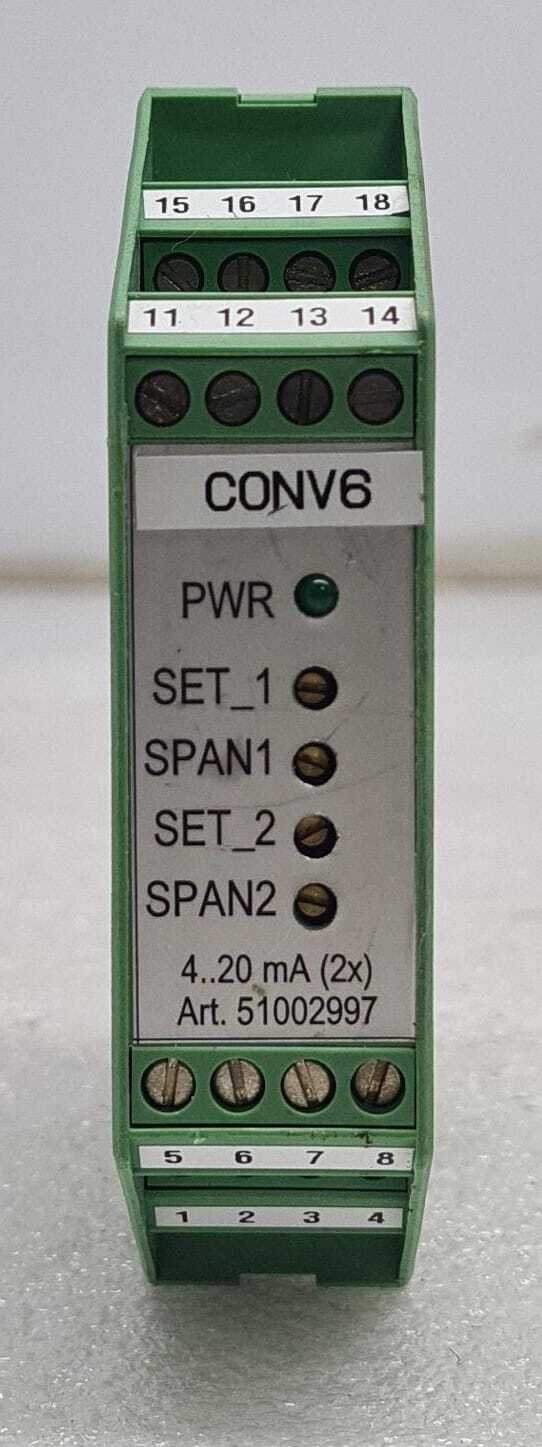 15 16 17 18
11 12 13 14
CONV6
PWR
SET_1
SPAN1
SET_2
SPAN2
4..20 mA (2x)
Art. 51002997
5 6 7 8
1 2 3 4